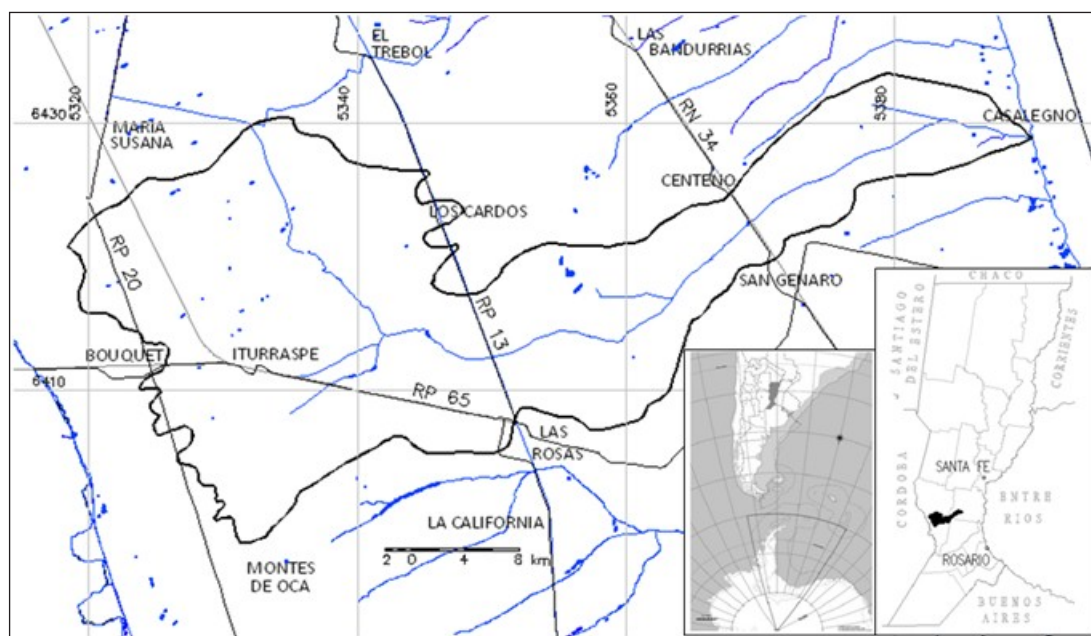 EL
TREBOL
LAS
BANDURRIAS
5320
5340
5360
5380
6430
MARIA
SUSANA
RN 34
CASALEGNO
CENTENO
LOS CARDOS
RP 20
SAN GENARO
RP 13
BOUQUET
ITURRASPE
6410
RP 65
LAS
ROSAS
LA CALIFORNIA
2 0 4 8 km
MONTES
DE OCA
CHACO
SANTIAGO
DEL ESTERO
CORRIENTES
SANTA FE
CORDOBA
ENTRE
RIOS
ROSARIO
BUENOS
AIRES